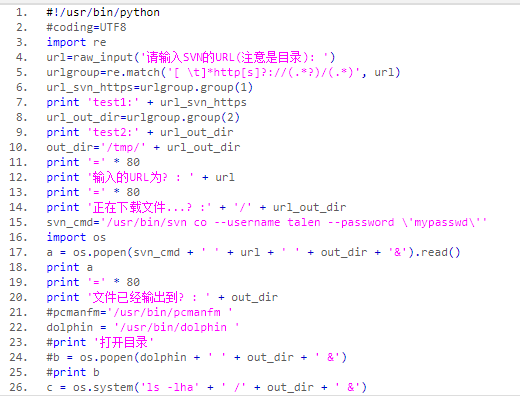 1. #!/usr/bin/python
2. #coding=UTF8
3. import re
4. url=raw_input('请输入SVN的URL(注意是目录): ')
5. urlgroup=re.match('[ \t]*http[s]?://(.*?)/(.*)', url)
6. url_svn_https=urlgroup.group(1)
7. print 'test1:' + url_svn_https
8. url_out_dir=urlgroup.group(2)
9. print 'test2:' + url_out_dir
10. out_dir='/tmp/' + url_out_dir
11. print '=' * 80
12. print '输入的URL为? : ' + url
13. print '=' * 80
14. print '正在下载文件...? :' + '/' + url_out_dir
15. svn_cmd='/usr/bin/svn co --username talen --password \'mypasswd\''
16. import os
17. a = os.popen(svn_cmd + ' ' + url + ' ' + out_dir + '&').read()
18. print a
19. print '=' * 80
20. print '文件已经输出到? : ' + out_dir
21. #pcmanfm='/usr/bin/pcmanfm '
22. dolphin = '/usr/bin/dolphin '
23. #print '打开目录'
24. #b = os.popen(dolphin + ' ' + out_dir + ' &')
25. #print b
26. c = os.system('ls -lha' + ' /' + out_dir + ' &')